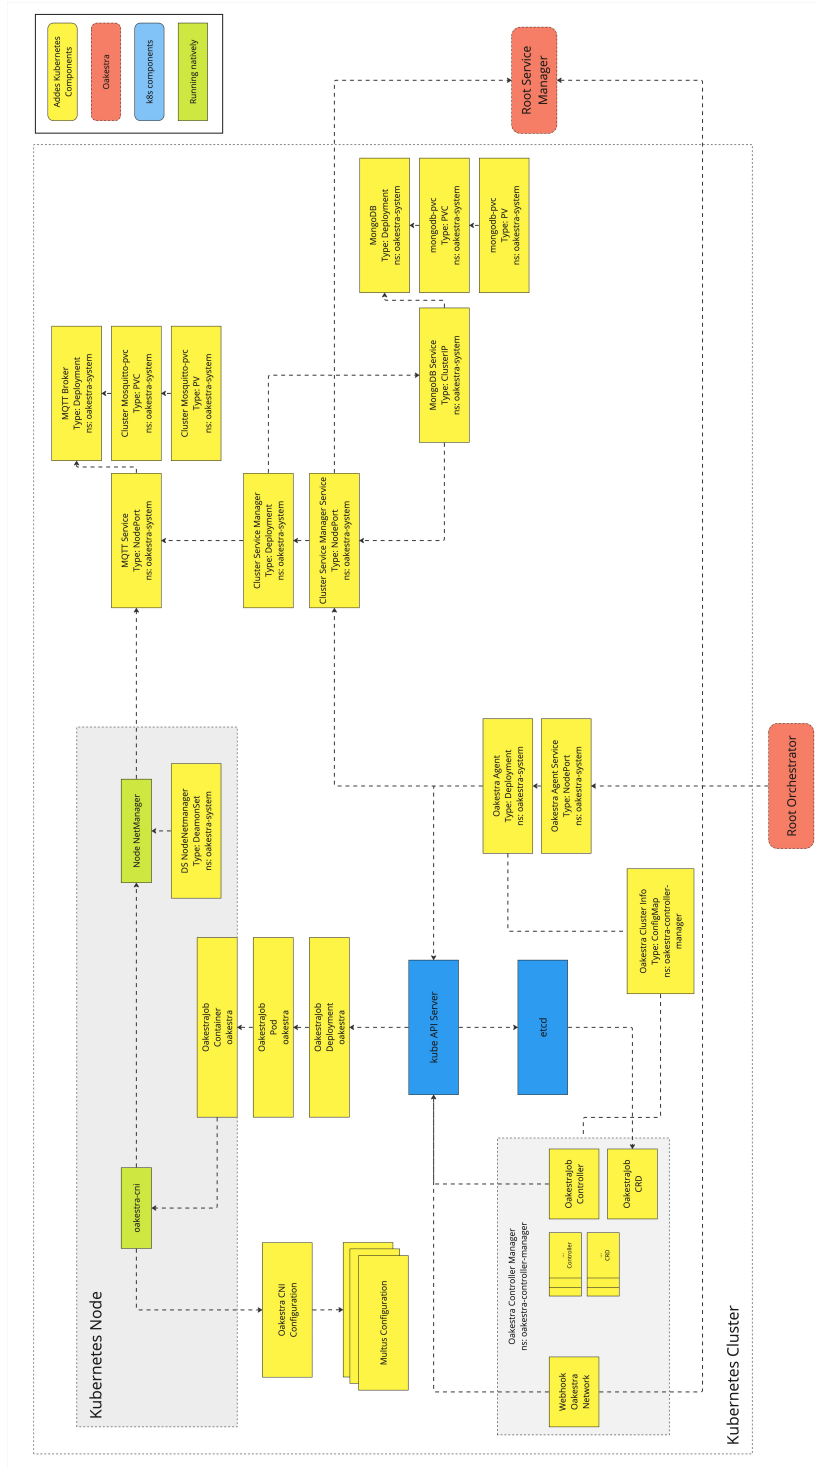 Addes Kubernetes
Components
Oakestra
k8s components
Running natively
Root Service
Manager
MongoDB
Type: Deployment
ns: oakestra-system
mongodb-pvc
Type: PVC
ns: oakestra-system
mongodb-pvc
Type: PV
ns: oakestra-system
MQTT Broker
Type: Deployment
ns: oakestra-system
Cluster Mosquitto-pvc
Type: PVC
ns: oakestra-system
Cluster Mosquitto-pvc
Type: PV
ns: oakestra-system
MongoDB Service
Type: ClusterIP
ns: oakestra-system
MQTT Service
Type: NodePort
ns: oakestra-system
Cluster Service Manager
Type: Deployment
ns: oakestra-system
Cluster Service Manager Service
Type: NodePort
ns: oakestra-system
Node NetManager
DS NodeNetmanager
Type: DeamonSet
ns: oakestra-system
Oakestra Agent
Type: Deployment
ns: oakestra-system
Oakestra Agent Service
Type: NodePort
ns: oakestra-system
Root Orchestrator
Oakestra Cluster Info
Type: ConfigMap
ns: oakestra-controller-
manager
OakestraJob
Container
oakestra
OakestraJob
Pod
oakestra
OakestraJob
Deployment
oakestra
kube API Server
etcd
oakestra-cni
Oakestra CNI
Configuration
Multus Configuration
Oakestra Controller Manager
ns: oakestra-controller-manager
OakestraJob
Controller
OakestraJob
CRD
...
Controller
...
CRD
Webhook
Oakestra
Network
Kubernetes Node
Kubernetes Cluster